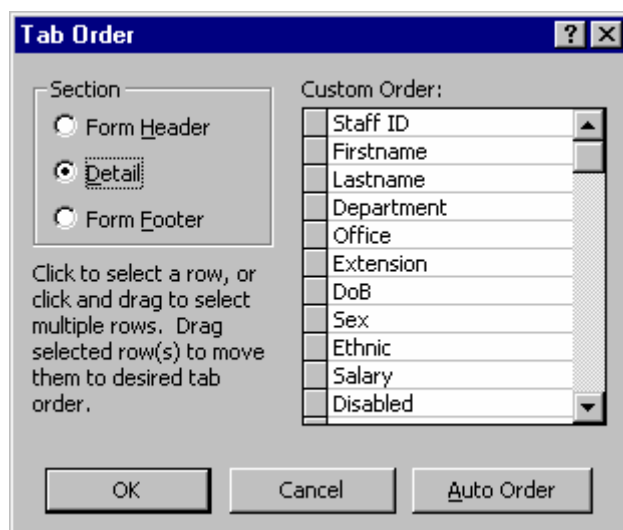 Tab Order
Section
Form Header
Detail
Form Footer
Click to select a row, or
click and drag to select
multiple rows.  Drag
selected row(s) to move
them to desired tab
order.
Custom Order:
Staff ID
Firstname
Lastname
Department
Office
Extension
DoB
Sex
Ethnic
Salary
Disabled
OK
Cancel
Auto Order